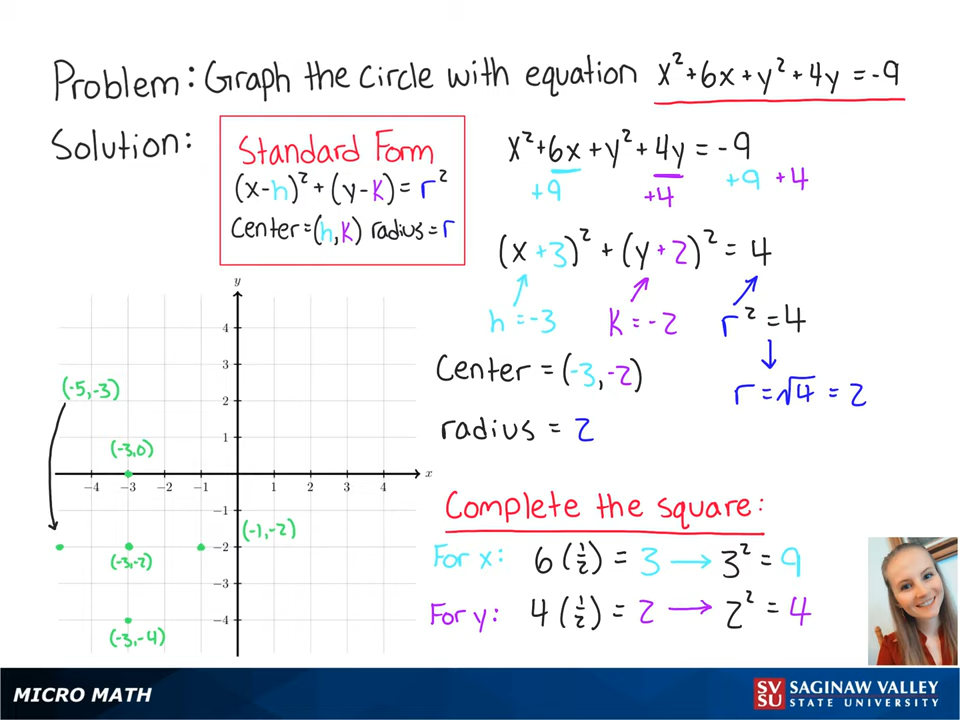 Problem: Graph the circle with equation x²+6x+y²+4y=-9
Solution:
Standard Form
(x-h)²+(y-k)=r²
Center=(h,k) radius=r
x²+6x+y²+4y=-9
+9 +4 +9 +4
(x+3)²+(y+2)²=4
h=-3 k=-2 r²=4
Center=(-3,-2) r=√4=2
radius=2
y
4
3
2
1
-4 -3 -2 -1 1 2 3 4 x
-1
-2
-3
-4
(-5,-3)
(-3,0)
(-1,-2)
(-3,-2)
(-3,-4)
Complete the square:
For x: 6(½)=3→3²=9
For y: 4(½)=2→2²=4
MICRO MATH
SV
SU
SAGINAW VALLEY
STATE UNIVERSITY